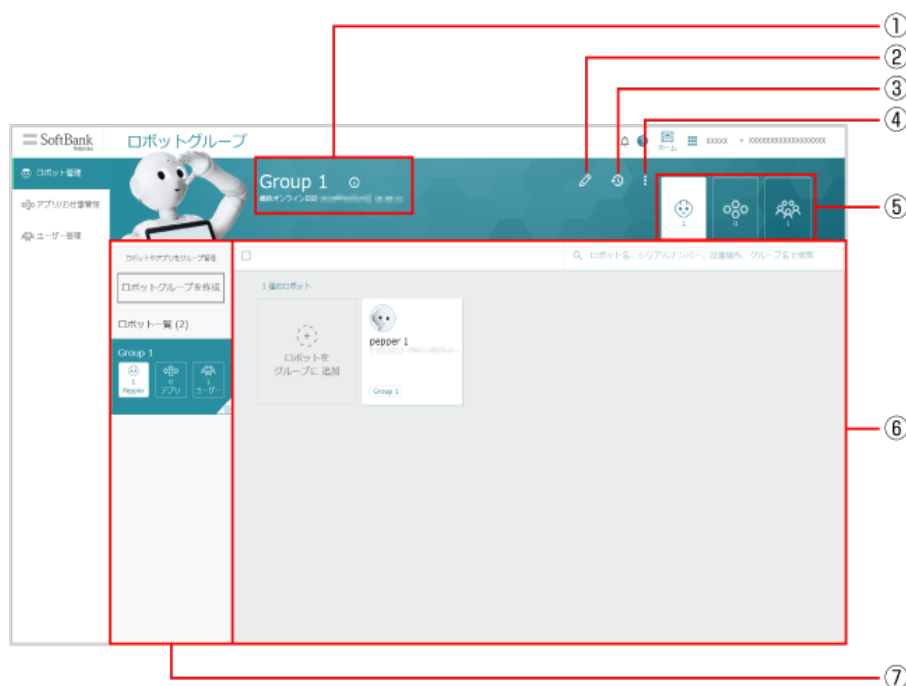 ①
②
③
④
SoftBank
Robotics
ロボットグループ
ホーム
XXXXX
XXXXXXXXXXXXXXXXXXXX
ロボット管理
アプリ/お仕事管理
ユーザー管理
Group 1
最終オンライン日時
1
0
1
⑤
ロボットやアプリをグループ管理
ロボットグループを作成
ロボット一覧 (2)
Group 1
1
Pepper
0
アプリ
1
ユーザー
ロボット名、シリアルナンバー、設置場所、グループ名で検索
1 個のロボット
ロボットを
グループに 追加
pepper 1
Group 1
⑥
⑦